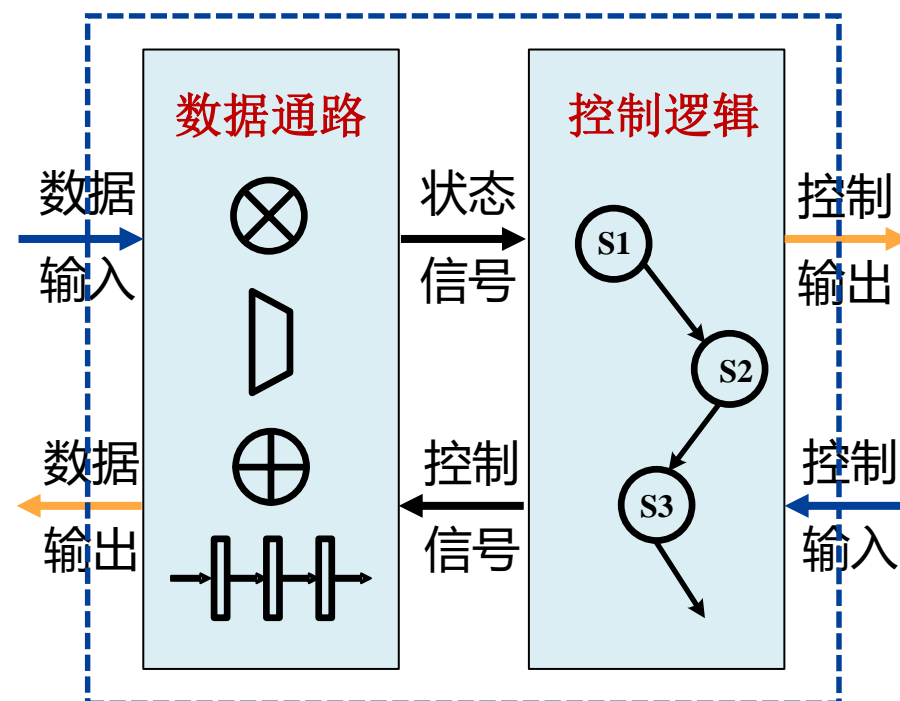 数据通路
控制逻辑
数据
输入
状态
信号
控制
输出
S1
S2
S3
数据
输出
控制
信号
控制
输入